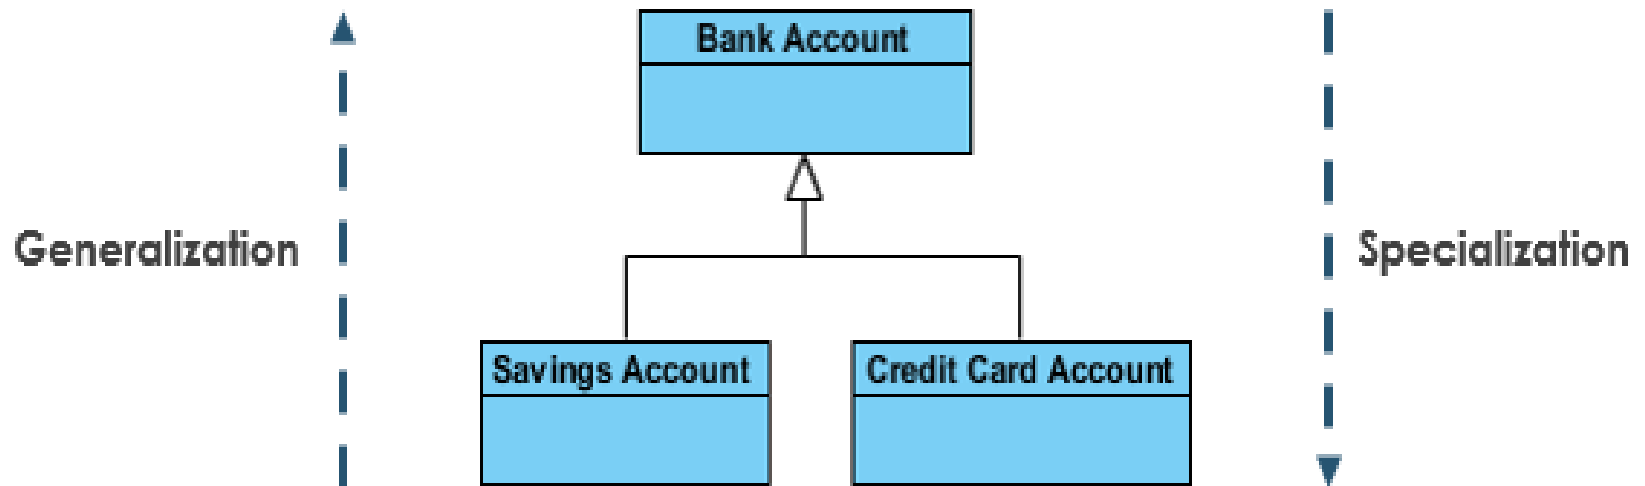 Bank Account
Generalization
Specialization
Savings Account
Credit Card Account